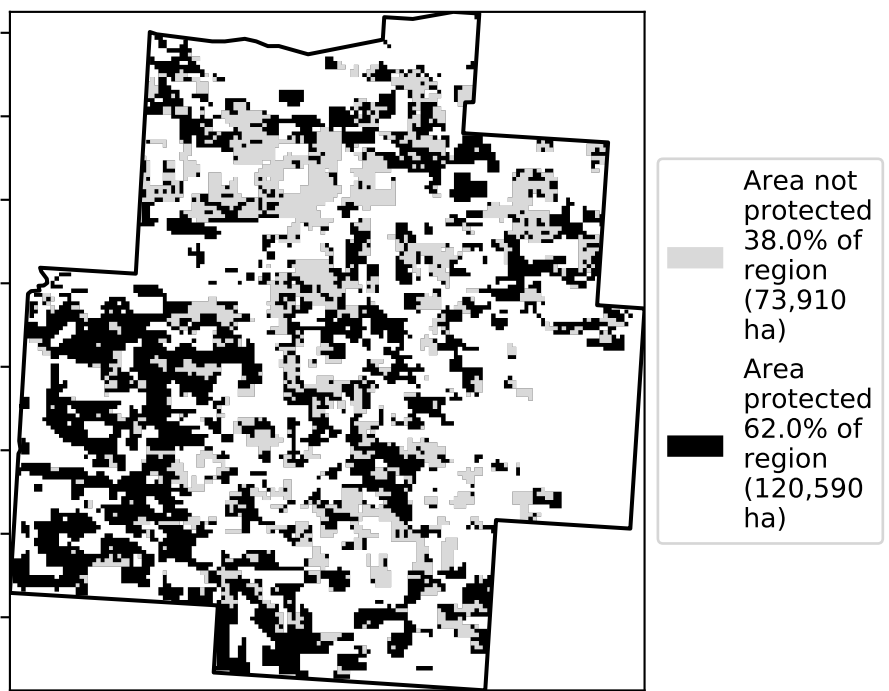 Area not
protected
38.0% of
region
(73,910
ha)
Area
protected
62.0% of
region
(120,590
ha)